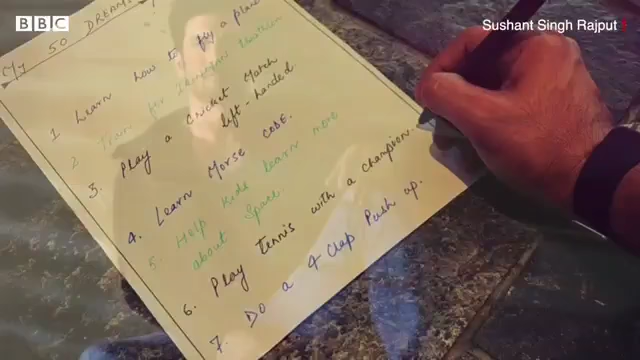 BBC
Sushant Singh Rajput
My 50 DREAMS!
1 Learn how to fly a plane
2 Train for Ironman triathlon
3. Play a Cricket Match
left-handed
4. Learn Morse CODE.
5. Help Kids learn more
about Space.
6. Play tennis with a champion.
7. Do a 4 Clap Push up.